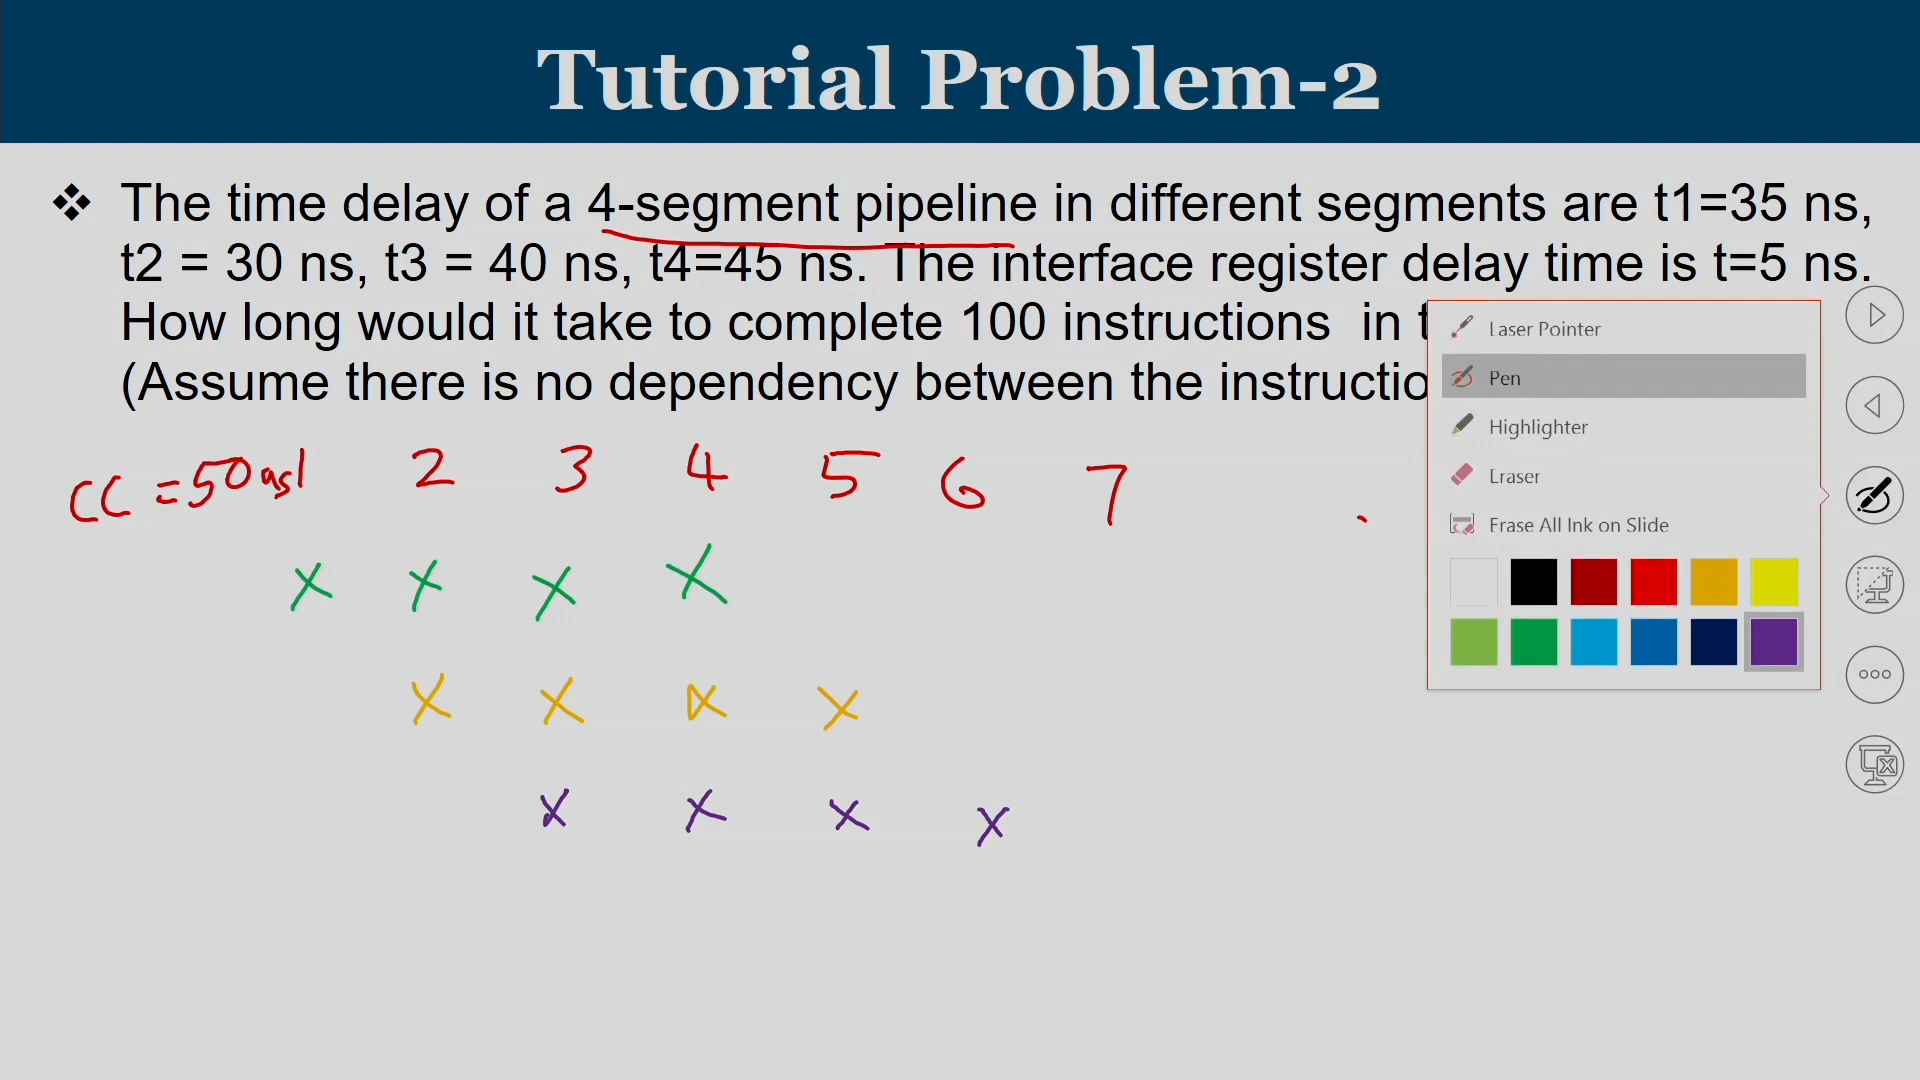 Tutorial Problem-2
❖ The time delay of a 4-segment pipeline in different segments are t1=35 ns,
t2 = 30 ns, t3 = 40 ns, t4=45 ns. The interface register delay time is t=5 ns.
How long would it take to complete 100 instructions in t
(Assume there is no dependency between the instructio
Laser Pointer
Pen
Highlighter
Eraser
Erase All Ink on Slide
CC = 50ns 1 2 3 4 5 6 7 .
x x x x
x x x x
x x x x